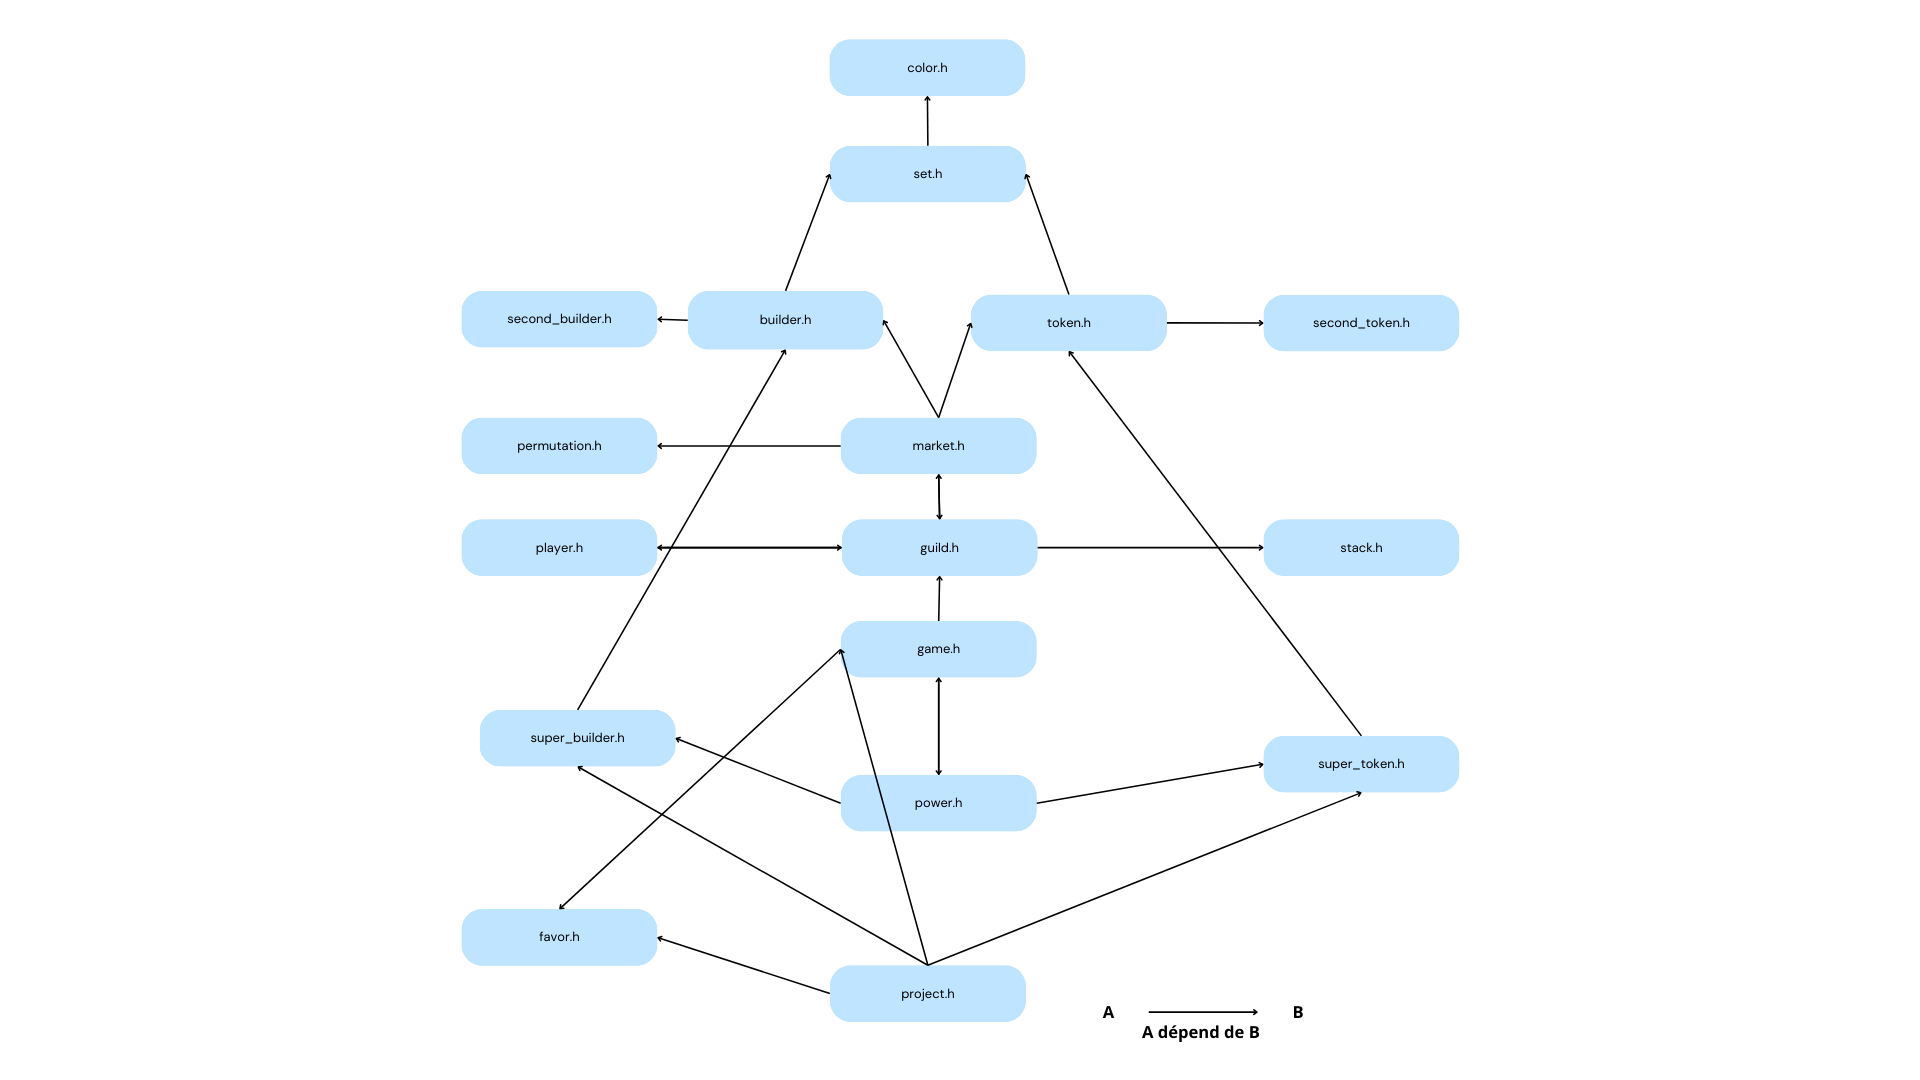 color.h
set.h
second_builder.h
builder.h
token.h
second_token.h
permutation.h
market.h
player.h
guild.h
stack.h
game.h
super_builder.h
super_token.h
power.h
favor.h
project.h
A
B
A dépend de B